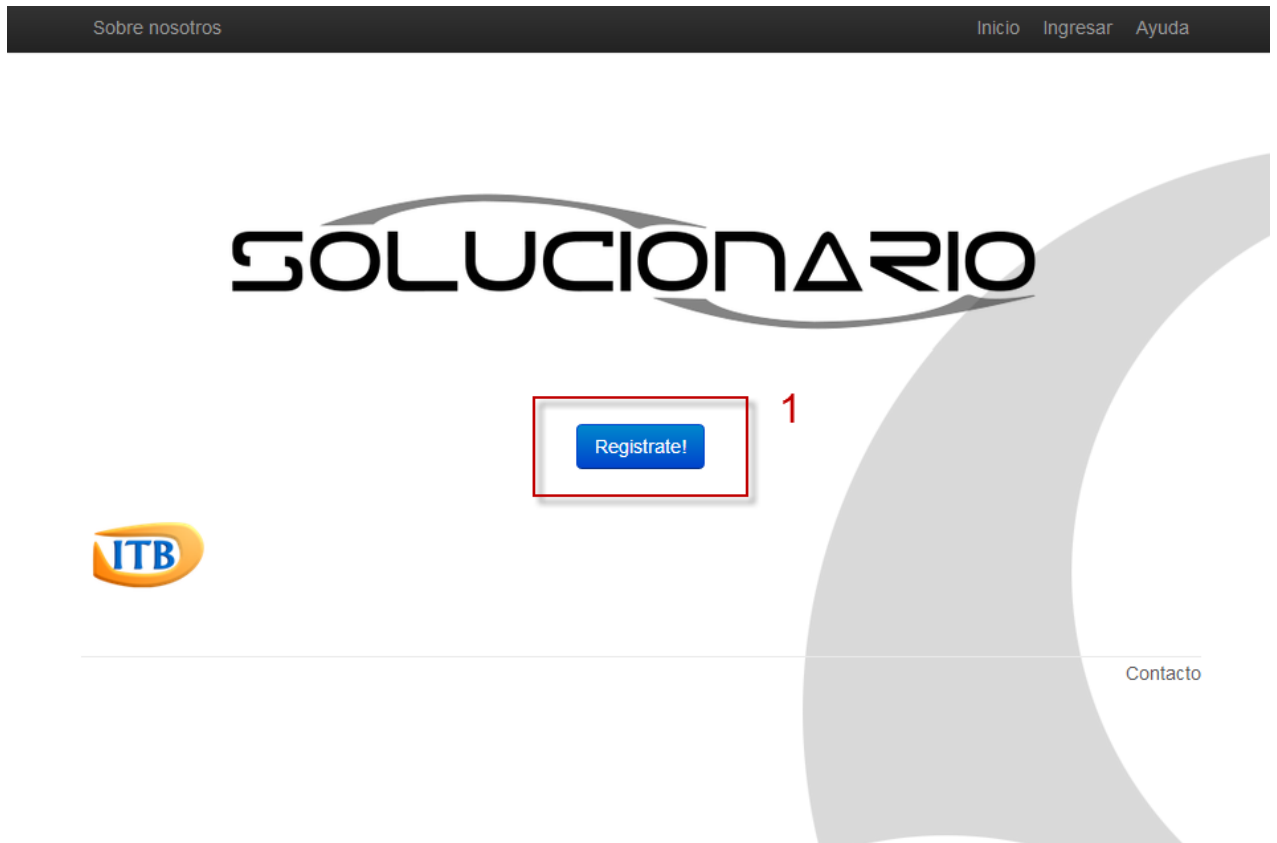 Sobre nosotros Inicio Ingresar Ayuda
SOLUCIONARIO
1
Registrate!
ITB
Contacto